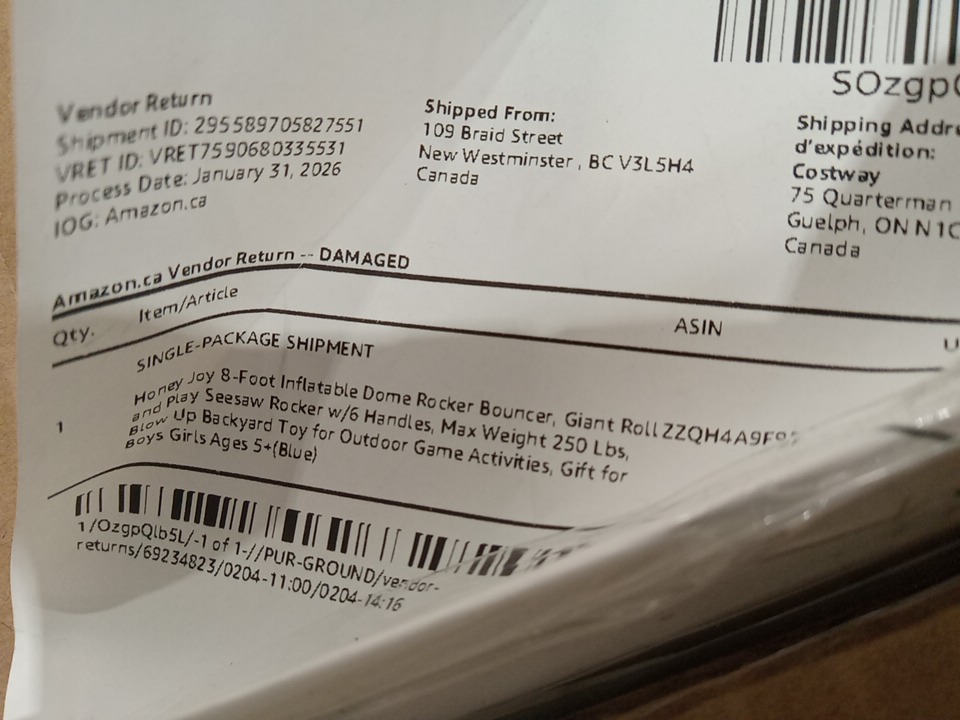 SOzgp
Vendor Return
Shipment ID: 295589705827551
VRET ID: VRET7590680335531
Process Date: January 31, 2026
IOG: Amazon.ca
Shipped From:
109 Braid Street
New Westminster , BC V3L5H4
Canada
Shipping Addre
d'expédition:
Costway
75 Quarterman
Guelph, ON N1C
Canada
Amazon.ca Vendor Return -- DAMAGED
Qty. Item/Article ASIN
SINGLE-PACKAGE SHIPMENT
1 Honey Joy 8-Foot Inflatable Dome Rocker Bouncer, Giant Roll ZZQH4A9F
and Play Seesaw Rocker w/6 Handles, Max Weight 250 Lbs,
Blow Up Backyard Toy for Outdoor Game Activities, Gift for
Boys Girls Ages 5+(Blue)
1/OzgpQlb5L/-1 of 1-//PUR-GROUND/vendor-
returns/69234823/0204-11:00/0204-14:16